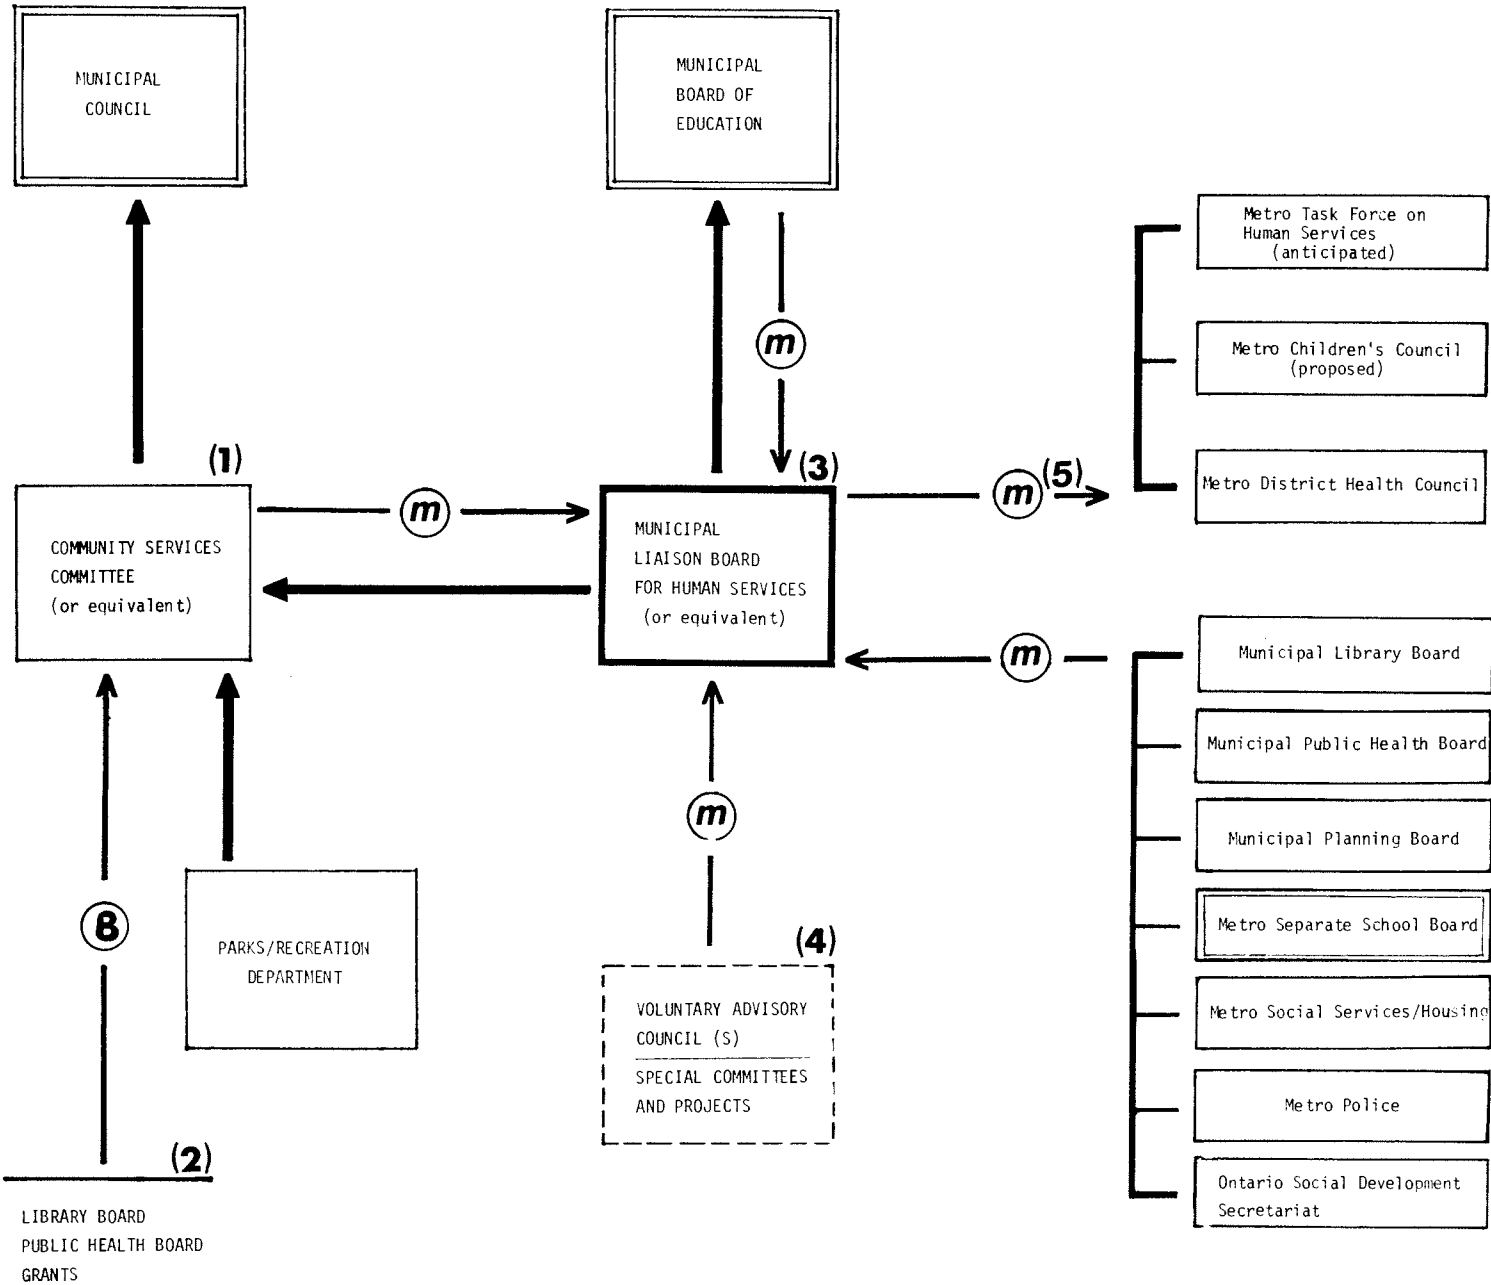 MUNICIPAL
COUNCIL
MUNICIPAL
BOARD OF
EDUCATION
m
Metro Task Force on
Human Services
(anticipated)
Metro Children's Council
(proposed)
Metro District Health Council
(1)
COMMUNITY SERVICES
COMMITTEE
(or equivalent)
m
(3)
MUNICIPAL
LIAISON BOARD
FOR HUMAN SERVICES
(or equivalent)
m
(5)
m
Municipal Library Board
Municipal Public Health Board
Municipal Planning Board
Metro Separate School Board
Metro Social Services/Housing
Metro Police
Ontario Social Development
Secretariat
8
PARKS/RECREATION
DEPARTMENT
m
(4)
VOLUNTARY ADVISORY
COUNCIL (S)
SPECIAL COMMITTEES
AND PROJECTS
(2)
LIBRARY BOARD
PUBLIC HEALTH BOARD
GRANTS